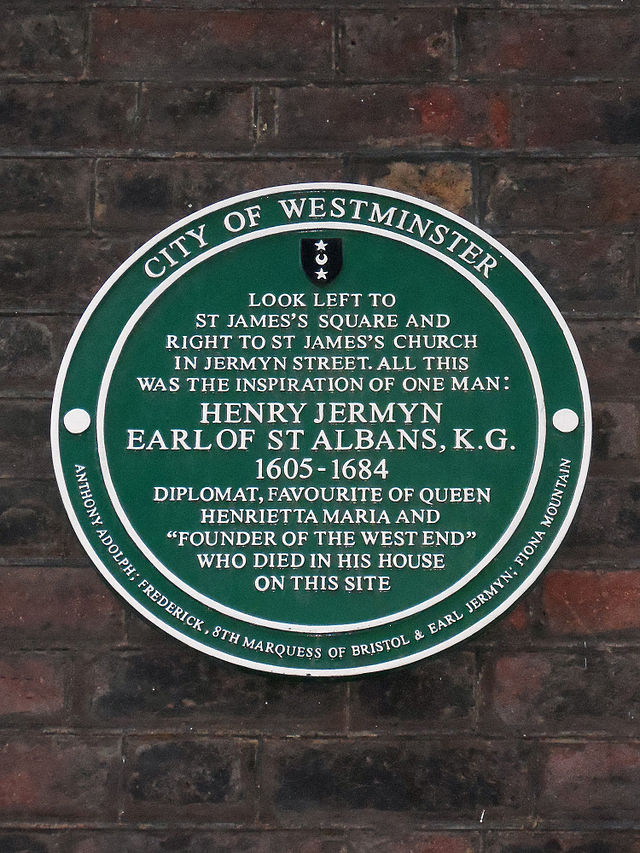 CITY OF WESTMINSTER
LOOK LEFT TO
ST JAMES'S SQUARE AND
RIGHT TO ST JAMES'S CHURCH
IN JERMYN STREET. ALL THIS
WAS THE INSPIRATION OF ONE MAN:
HENRY JERMYN
EARL OF ST ALBANS, K.G.
1605-1684
DIPLOMAT, FAVOURITE OF QUEEN
HENRIETTA MARIA AND
"FOUNDER OF THE WEST END"
WHO DIED IN HIS HOUSE
ON THIS SITE
ANTHONY ADOLPH; FREDERICK, 8TH MARQUESS OF BRISTOL & EARL JERMYN; FIONA MOUNTAIN